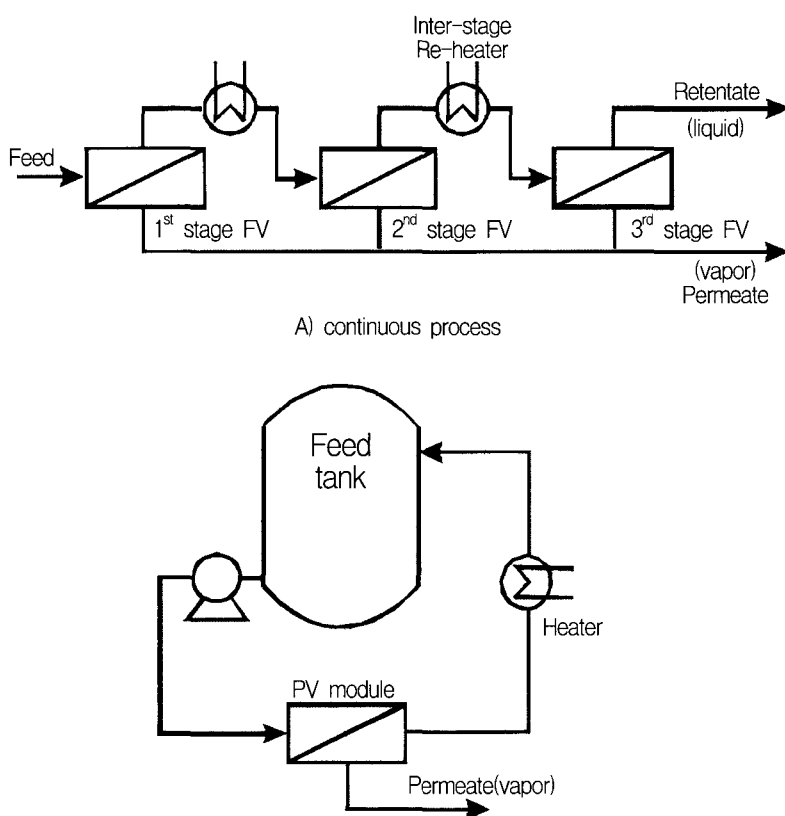 Inter-stage
Re-heater
Retentate
(liquid)
Feed
1st stage FV
2nd stage FV
3rd stage FV
(vapor)
Permeate
A) continuous process
Feed
tank
Heater
PV module
Permeate(vapor)